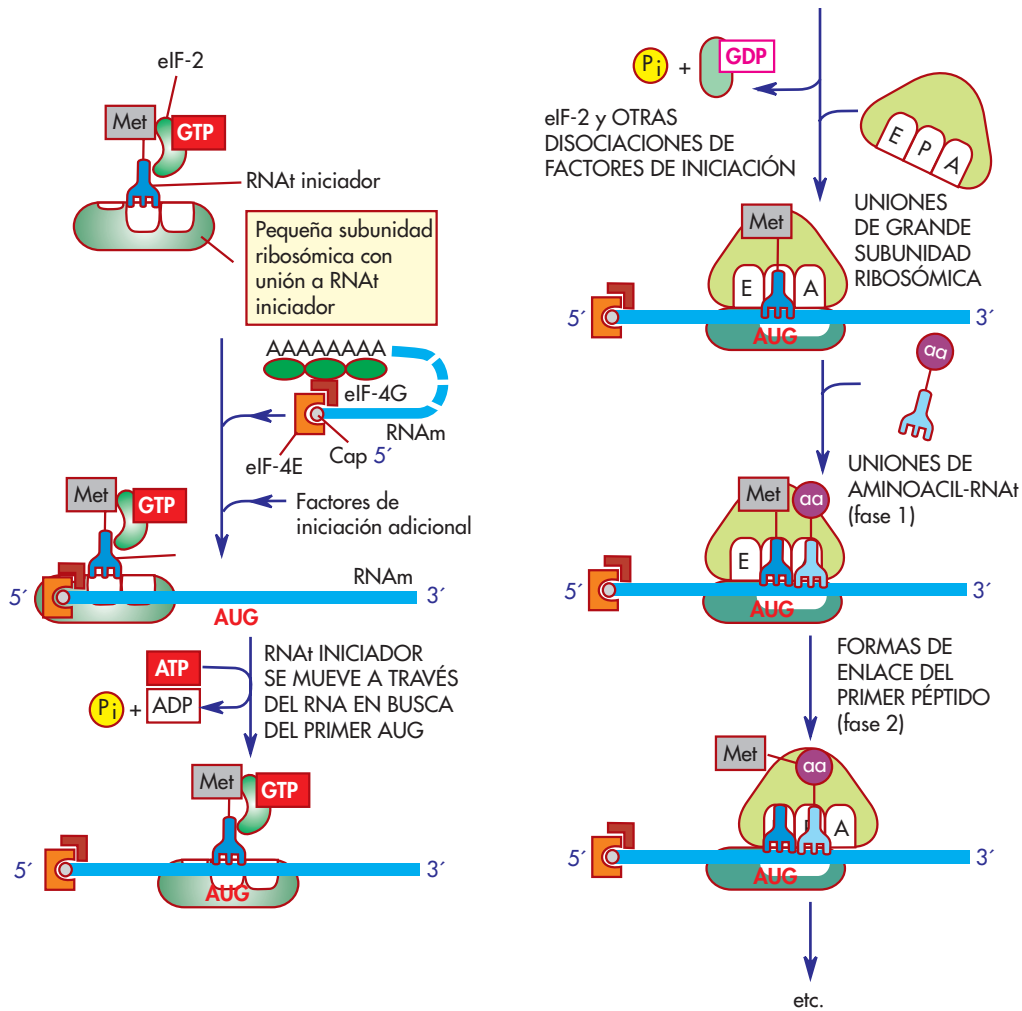 eIF-2
Met
GTP
RNAt iniciador
Pequeña subunidad
ribosómica con
unión a RNAt
iniciador
AAAAAAAA
eIF-4G
RNAm
eIF-4E
Cap 5´
Factores de
iniciación adicional
Met
GTP
RNAm
5´
3´
AUG
ATP
Pi + ADP
RNAt INICIADOR
SE MUEVE A TRAVÉS
DEL RNA EN BUSCA
DEL PRIMER AUG
Met
GTP
5´
3´
AUG
Pi + GDP
eIF-2 y OTRAS
DISOCIACIONES DE
FACTORES DE INICIACIÓN
E P A
UNIONES
DE GRANDE
SUBUNIDAD
RIBOSÓMICA
Met
E A
5´
3´
AUG
aa
UNIONES DE
AMINOACIL-RNAt
(fase 1)
Met aa
E
5´
3´
AUG
FORMAS DE
ENLACE DEL
PRIMER PÉPTIDO
(fase 2)
Met aa
P A
5´
3´
AUG
etc.